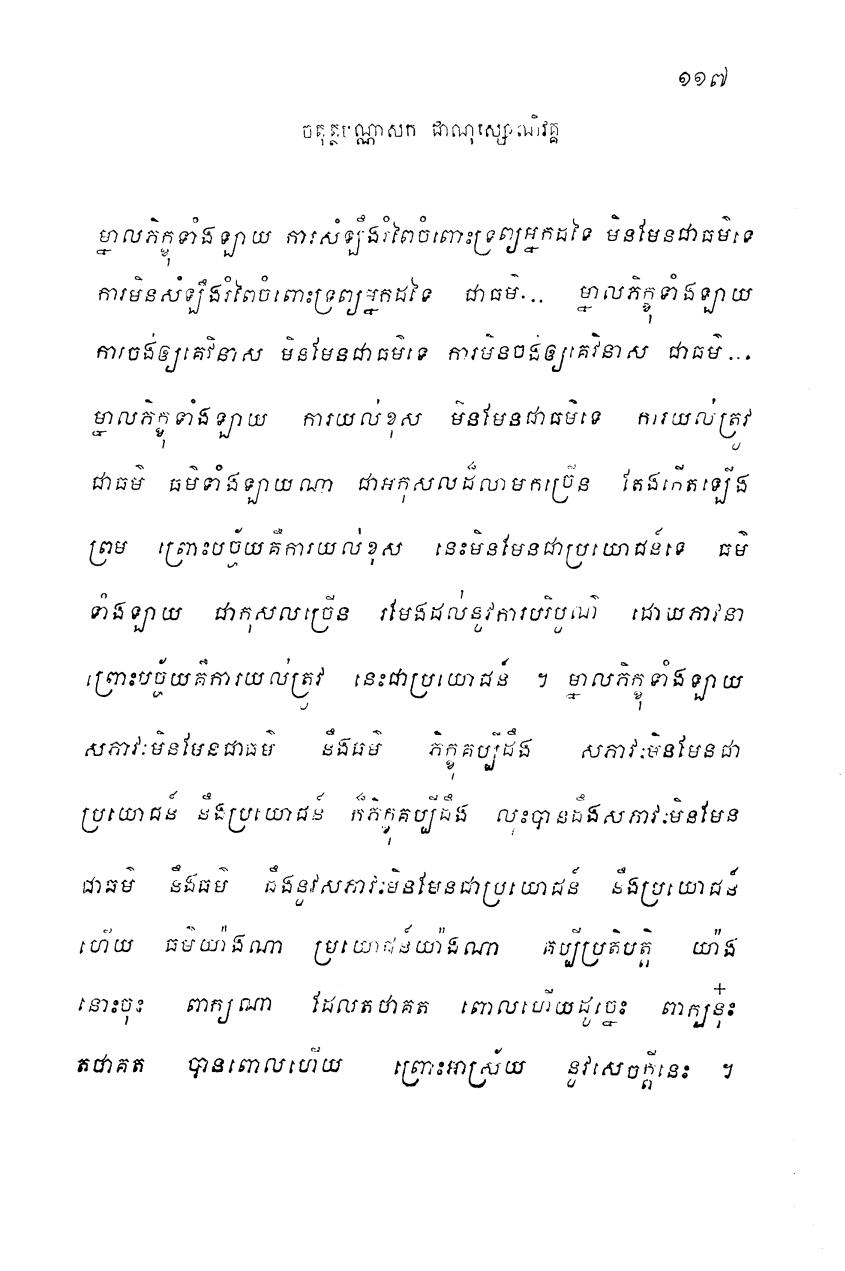 ១១៧
ចតុត្ថបណ្ណាសក ជាណុស្សោណិវគ្គ
ម្នាលភិក្ខុទាំងឡាយ ការសំឡឹងរំពៃចំពោះទ្រព្យអ្នកដទៃ មិនមែនជាធម៌ទេ
ការមិនសំឡឹងរំពៃចំពោះទ្រព្យអ្នកដទៃ ជាធម៌... ម្នាលភិក្ខុទាំងឡាយ
ការចង់ឲ្យគេវិនាស មិនមែនជាធម៌ទេ ការមិនចង់ឲ្យគេវិនាស ជាធម៌...
ម្នាលភិក្ខុទាំងឡាយ ការយល់ខុស មិនមែនជាធម៌ទេ ការយល់ត្រូវ
ជាធម៌ ធម៌ទាំងឡាយណា ជាអកុសលដ៏លាមកច្រើន តែងកើតឡើង
ព្រម ព្រោះបច្ច័យគឺការយល់ខុស នេះមិនមែនជាប្រយោជន៍ទេ ធម៌
ទាំងឡាយ ជាកុសលច្រើន រមែងដល់នូវការបរិបូណ៌ ដោយភាវនា
ព្រោះបច្ច័យគឺការយល់ត្រូវ នេះជាប្រយោជន៍ ។ ម្នាលភិក្ខុទាំងឡាយ
សភាវៈមិនមែនជាធម៌ នឹងធម៌ ភិក្ខុគប្បីដឹង សភាវៈមិនមែនជា
ប្រយោជន៍ នឹងប្រយោជន៍ ក៏ភិក្ខុគប្បីដឹង លុះបានដឹងសភាវៈមិនមែន
ជាធម៌ នឹងធម៌ ដឹងនូវសភាវៈមិនមែនជាប្រយោជន៍ នឹងប្រយោជន៍
ហើយ ធម៌យ៉ាងណា ប្រយោជន៍យ៉ាងណា គប្បីប្រតិបត្តិ យ៉ាង
នោះចុះ ពាក្យណា ដែលតថាគត ពោលហើយដូច្នេះ ពាក្យនុ៎ះ
តថាគត បានពោលហើយ ព្រោះអាស្រ័យ នូវសេចក្តីនេះ ។